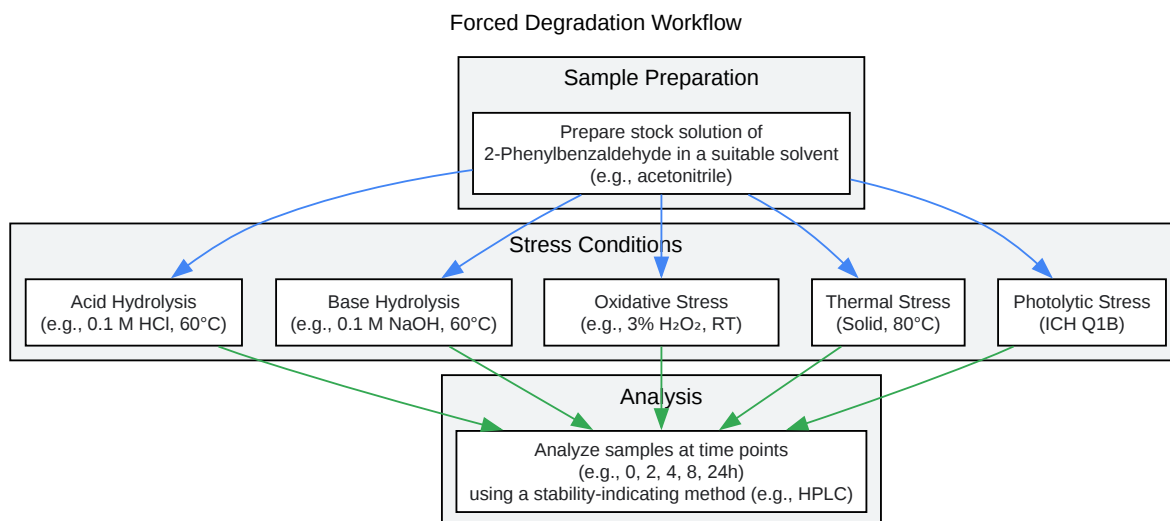 Forced Degradation Workflow
Sample Preparation
Prepare stock solution of
2-Phenylbenzaldehyde in a suitable solvent
(e.g., acetonitrile)
Stress Conditions
Acid Hydrolysis
(e.g., 0.1 M HCl, 60°C)
Base Hydrolysis
(e.g., 0.1 M NaOH, 60°C)
Oxidative Stress
(e.g., 3% H₂O₂, RT)
Thermal Stress
(Solid, 80°C)
Photolytic Stress
(ICH Q1B)
Analysis
Analyze samples at time points
(e.g., 0, 2, 4, 8, 24h)
using a stability-indicating method (e.g., HPLC)